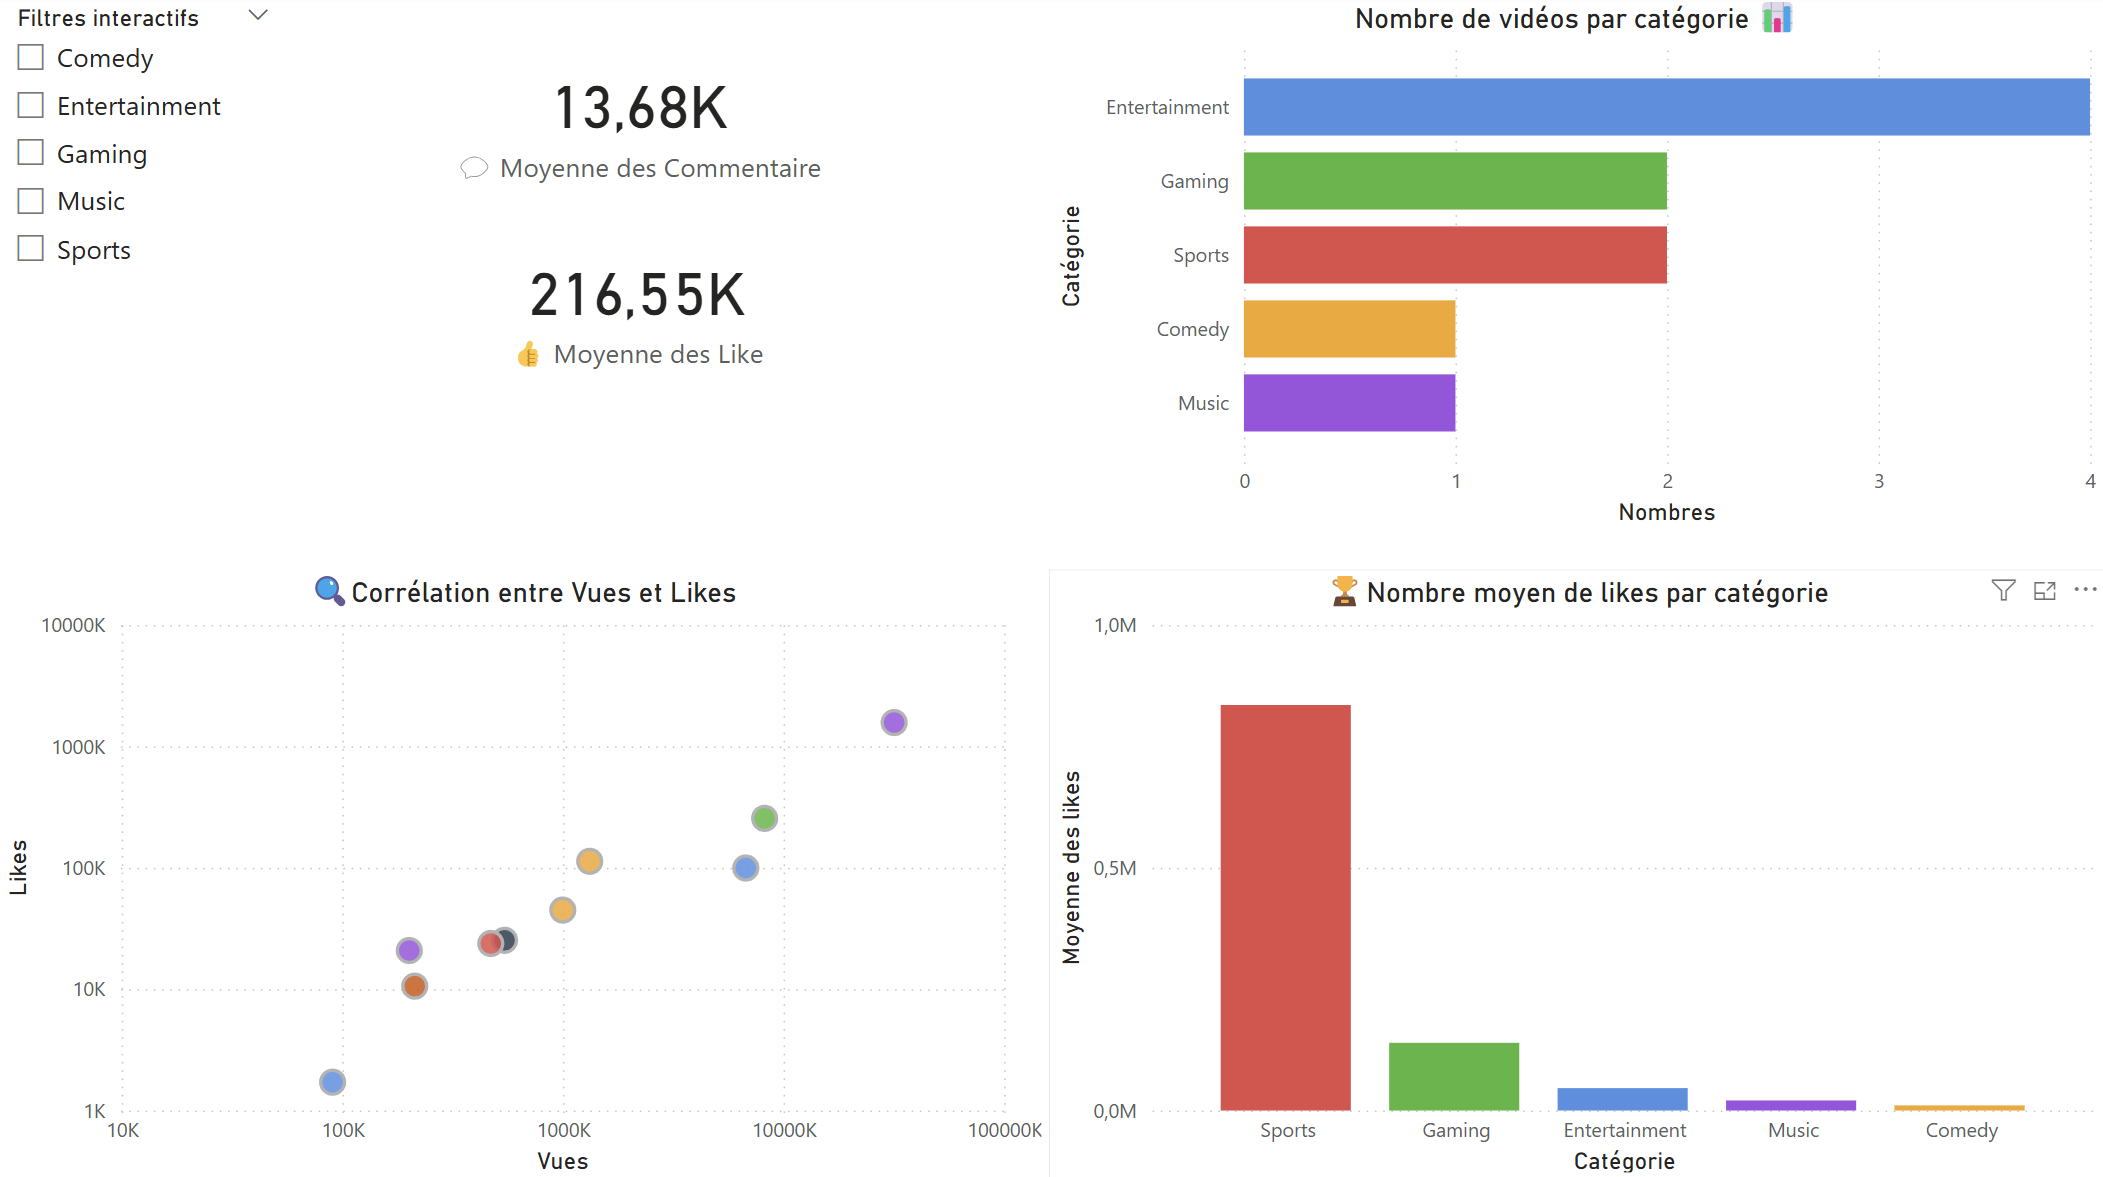 Filtres interactifs
Comedy
Entertainment
Gaming
Music
Sports
13,68K
Moyenne des Commentaire
216,55K
Moyenne des Like
Nombre de vidéos par catégorie
Catégorie
Entertainment
Gaming
Sports
Comedy
Music
0 1 2 3 4
Nombres
Corrélation entre Vues et Likes
Likes
10000K
1000K
100K
10K
1K
10K 100K 1000K 10000K 100000K
Vues
Nombre moyen de likes par catégorie
Moyenne des likes
1,0M
0,5M
0,0M
Sports Gaming Entertainment Music Comedy
Catégorie